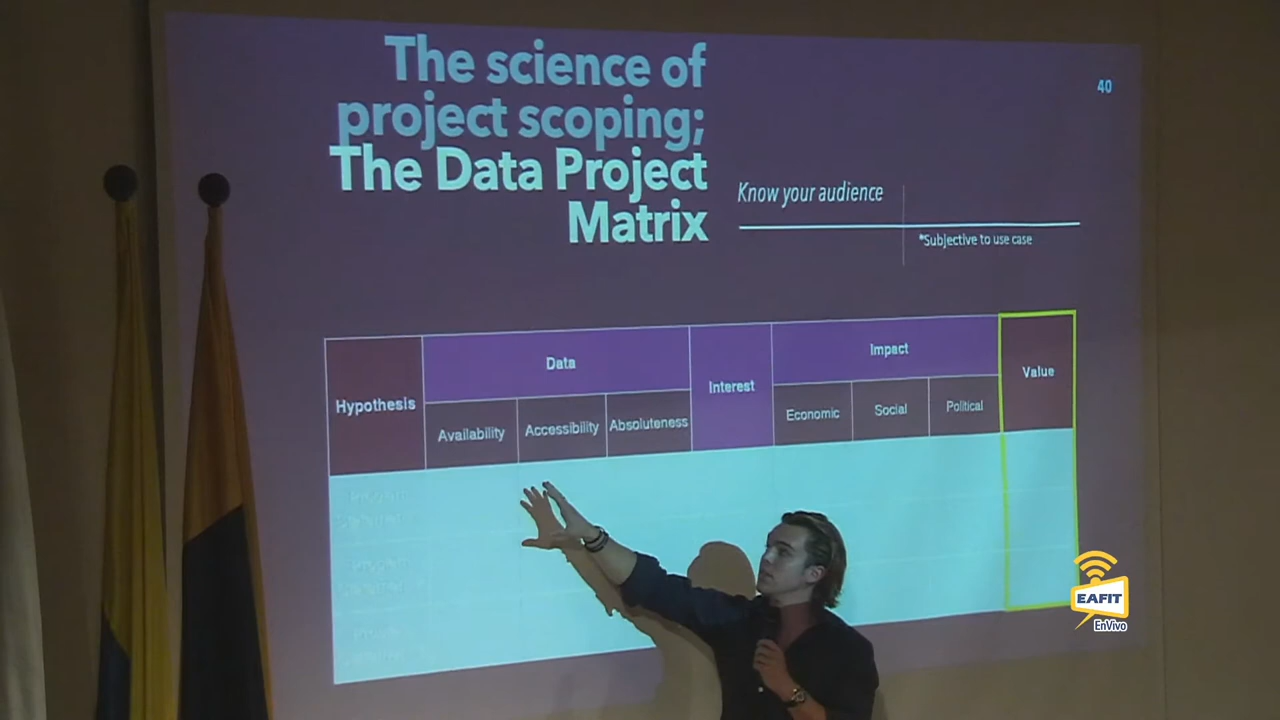 The science of
project scoping;
The Data Project
Matrix
40
Know your audience
*Subjective to use case
Hypothesis
Data
Interest
Impact
Value
Availability
Accessibility
Absoluteness
Economic
Social
Political
EAFIT
EnVivo